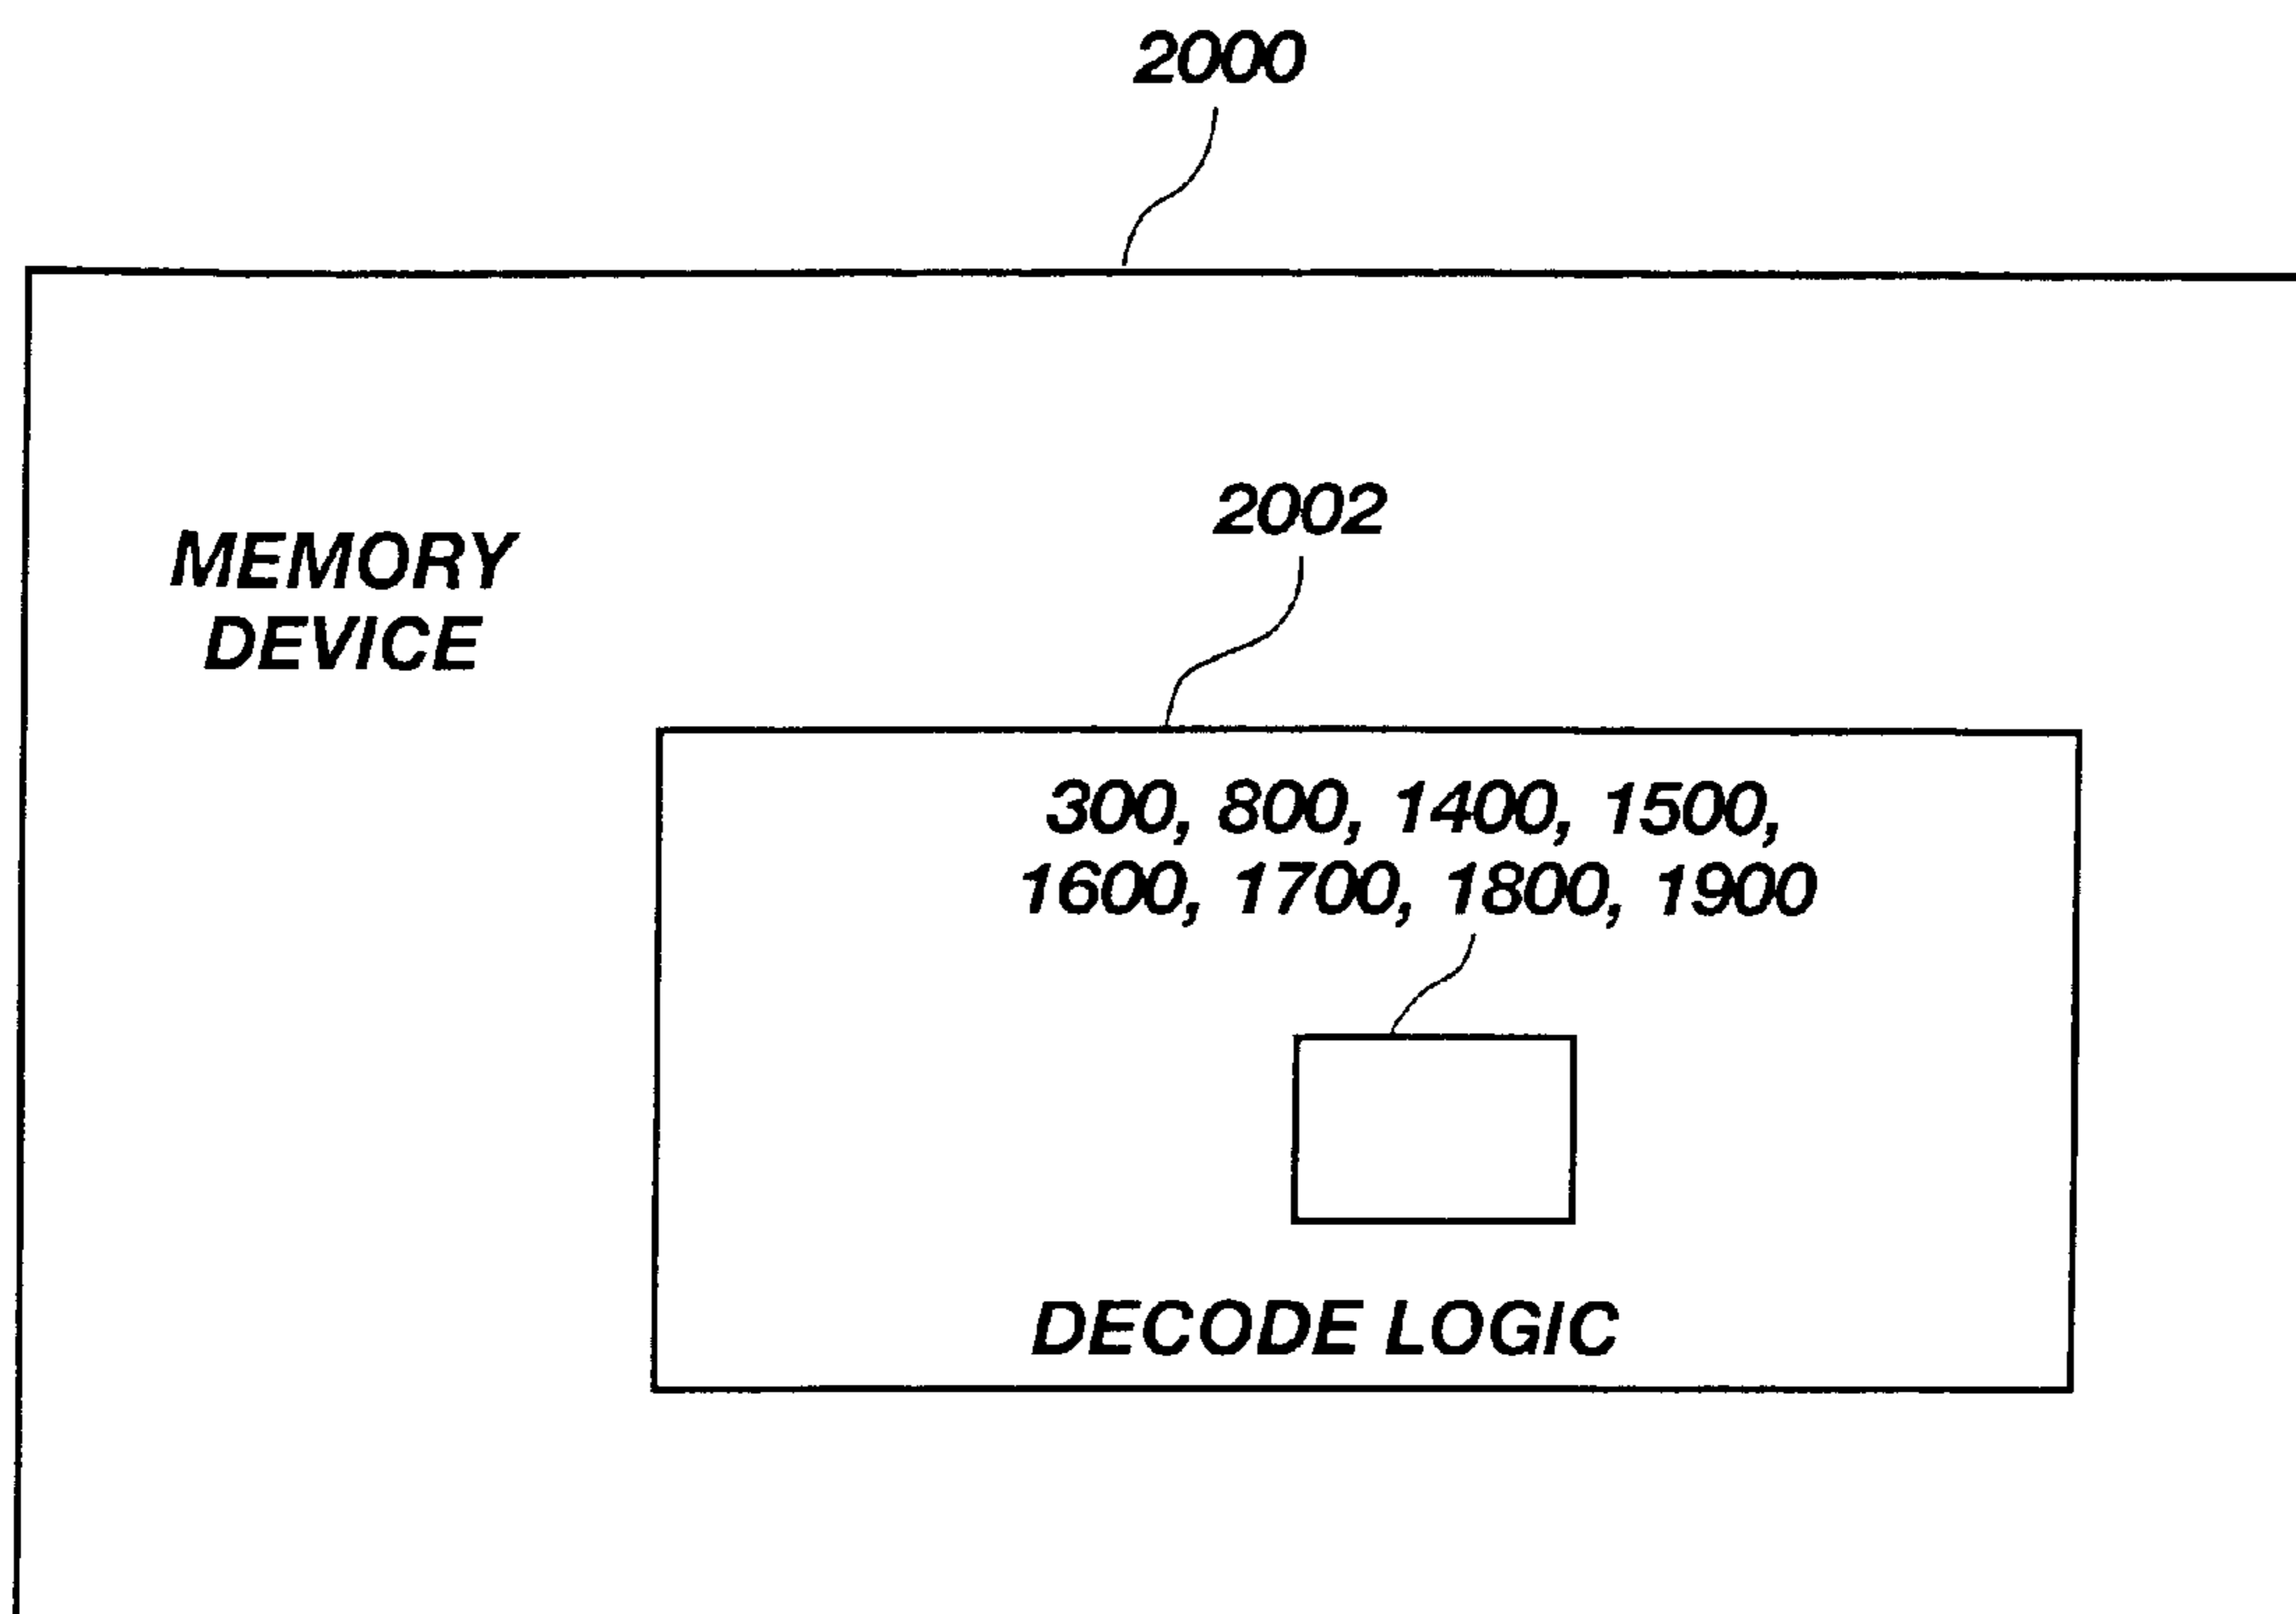 2000
2002
MEMORY
DEVICE
300, 800, 1400, 1500,
1600, 1700, 1800, 1900
DECODE LOGIC